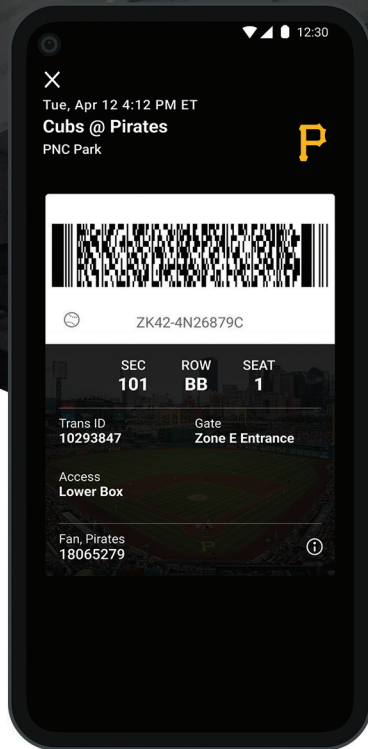 12:30
Tue, Apr 12 4:12 PM ET
Cubs @ Pirates
PNC Park
P
ZK42-4N26879C
SEC ROW SEAT
101 BB 1
Trans ID Gate
10293847 Zone E Entrance
Access
Lower Box
Fan, Pirates
18065279